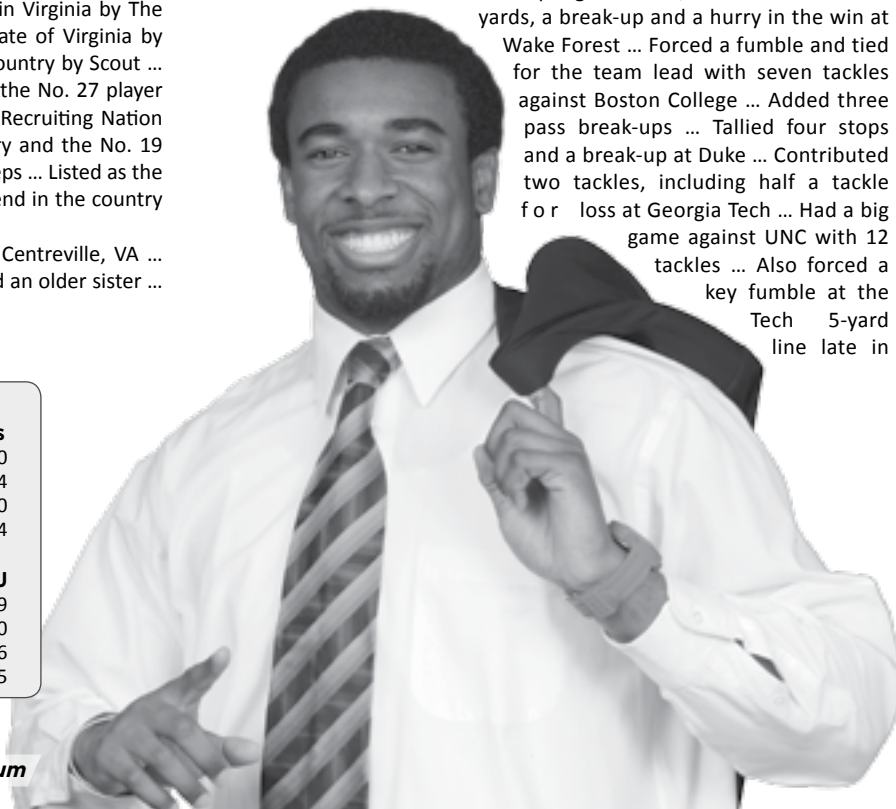 in Virginia by The
ate of Virginia by
ountry by Scout ...
the No. 27 player
Recruiting Nation
ry and the No. 19
eps ... Listed as the
end in the country
Centreville, VA ...
d an older sister ...
s
0
4
0
4
U
9
0
6
5
um
yards, a break-up and a hurry in the win at
Wake Forest ... Forced a fumble and tied
for the team lead with seven tackles
against Boston College ... Added three
pass break-ups ... Tallied four stops
and a break-up at Duke ... Contributed
two tackles, including half a tackle
for loss at Georgia Tech ... Had a big
game against UNC with 12
tackles ... Also forced a
key fumble at the
Tech 5-yard
line late in